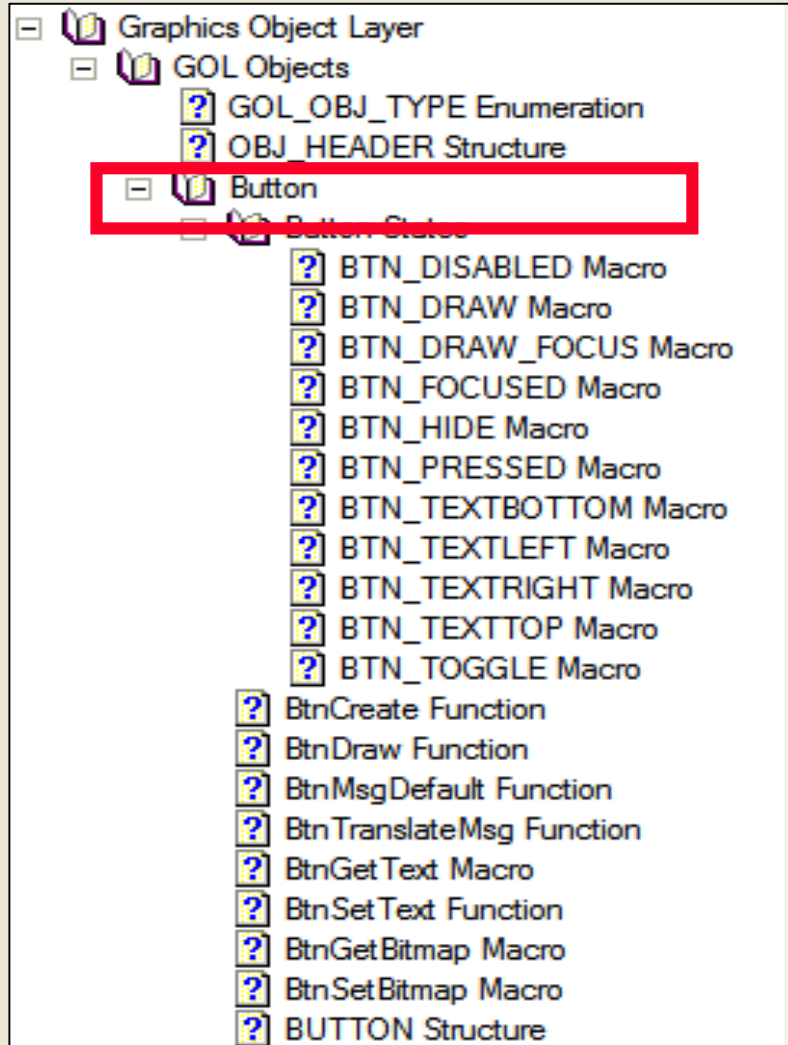 Graphics Object Layer
GOL Objects
GOL_OBJ_TYPE Enumeration
OBJ_HEADER Structure
Button
Button States
BTN_DISABLED Macro
BTN_DRAW Macro
BTN_DRAW_FOCUS Macro
BTN_FOCUSED Macro
BTN_HIDE Macro
BTN_PRESSED Macro
BTN_TEXTBOTTOM Macro
BTN_TEXTLEFT Macro
BTN_TEXTRIGHT Macro
BTN_TEXTTOP Macro
BTN_TOGGLE Macro
BtnCreate Function
BtnDraw Function
BtnMsgDefault Function
BtnTranslateMsg Function
BtnGetText Macro
BtnSetText Function
BtnGetBitmap Macro
BtnSetBitmap Macro
BUTTON Structure